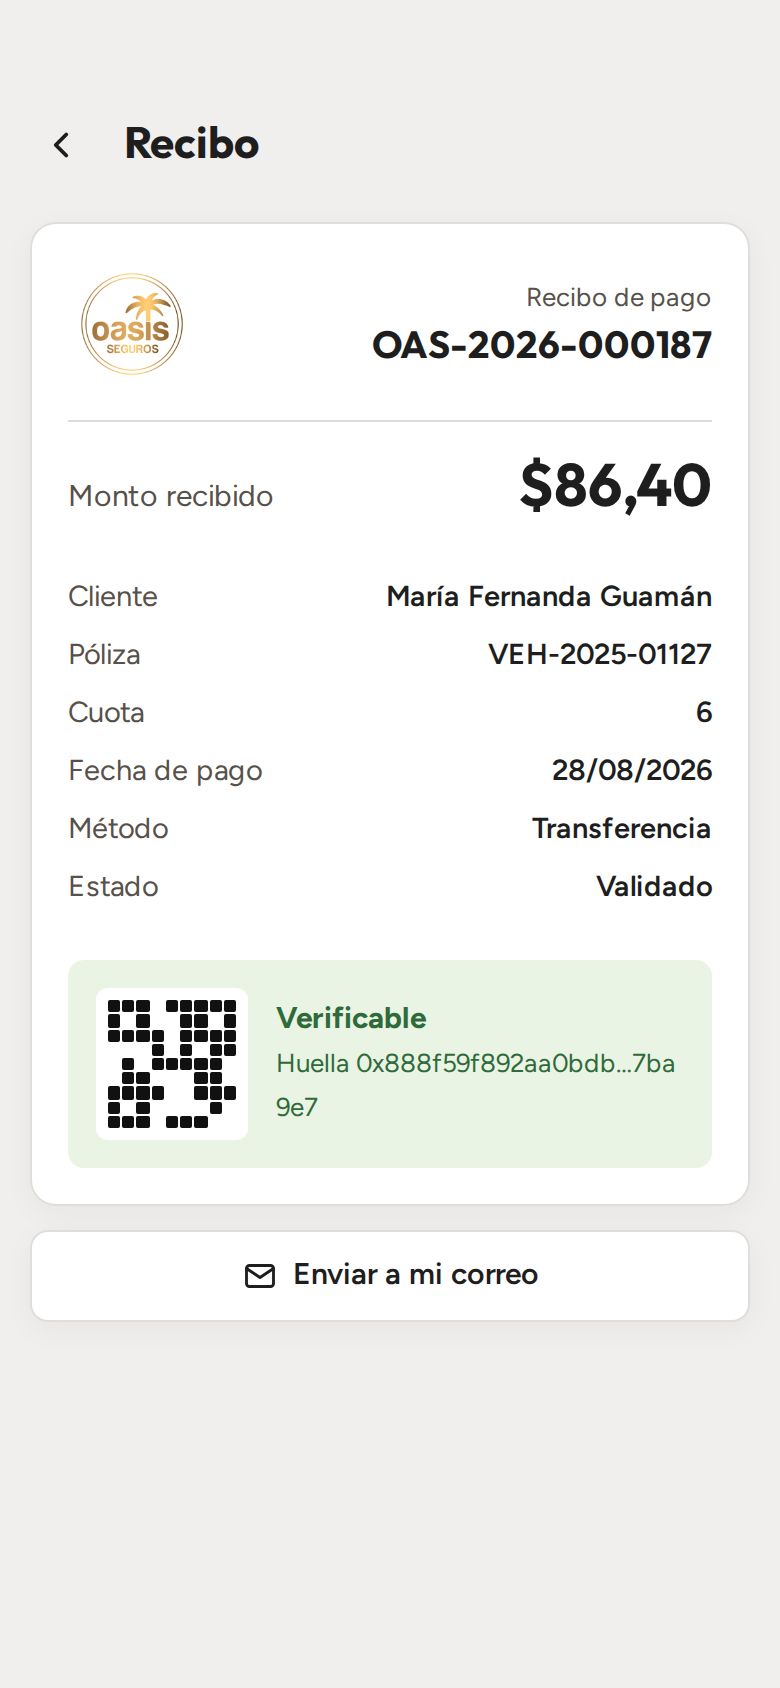 Recibo
oasis
SEGUROS
Recibo de pago
OAS-2026-000187
Monto recibido $86,40
Cliente María Fernanda Guamán
Póliza VEH-2025-01127
Cuota 6
Fecha de pago 28/08/2026
Método Transferencia
Estado Validado
Verificable
Huella 0x888f59f892aa0bdb...7ba
9e7
Enviar a mi correo